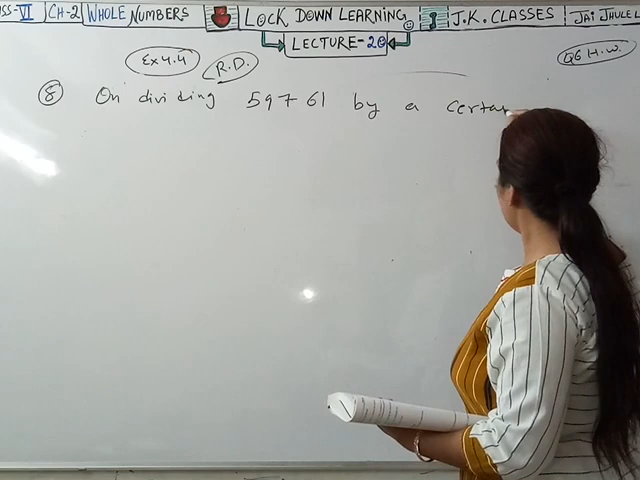 SS-VI CH-2 WHOLE NUMBERS LOCK DOWN LEARNING J.K. CLASSES JAI JHULEL
LECTURE-20
Ex 4.4 R.D. Q6 H.W.
8 On dividing 59761 by a certa